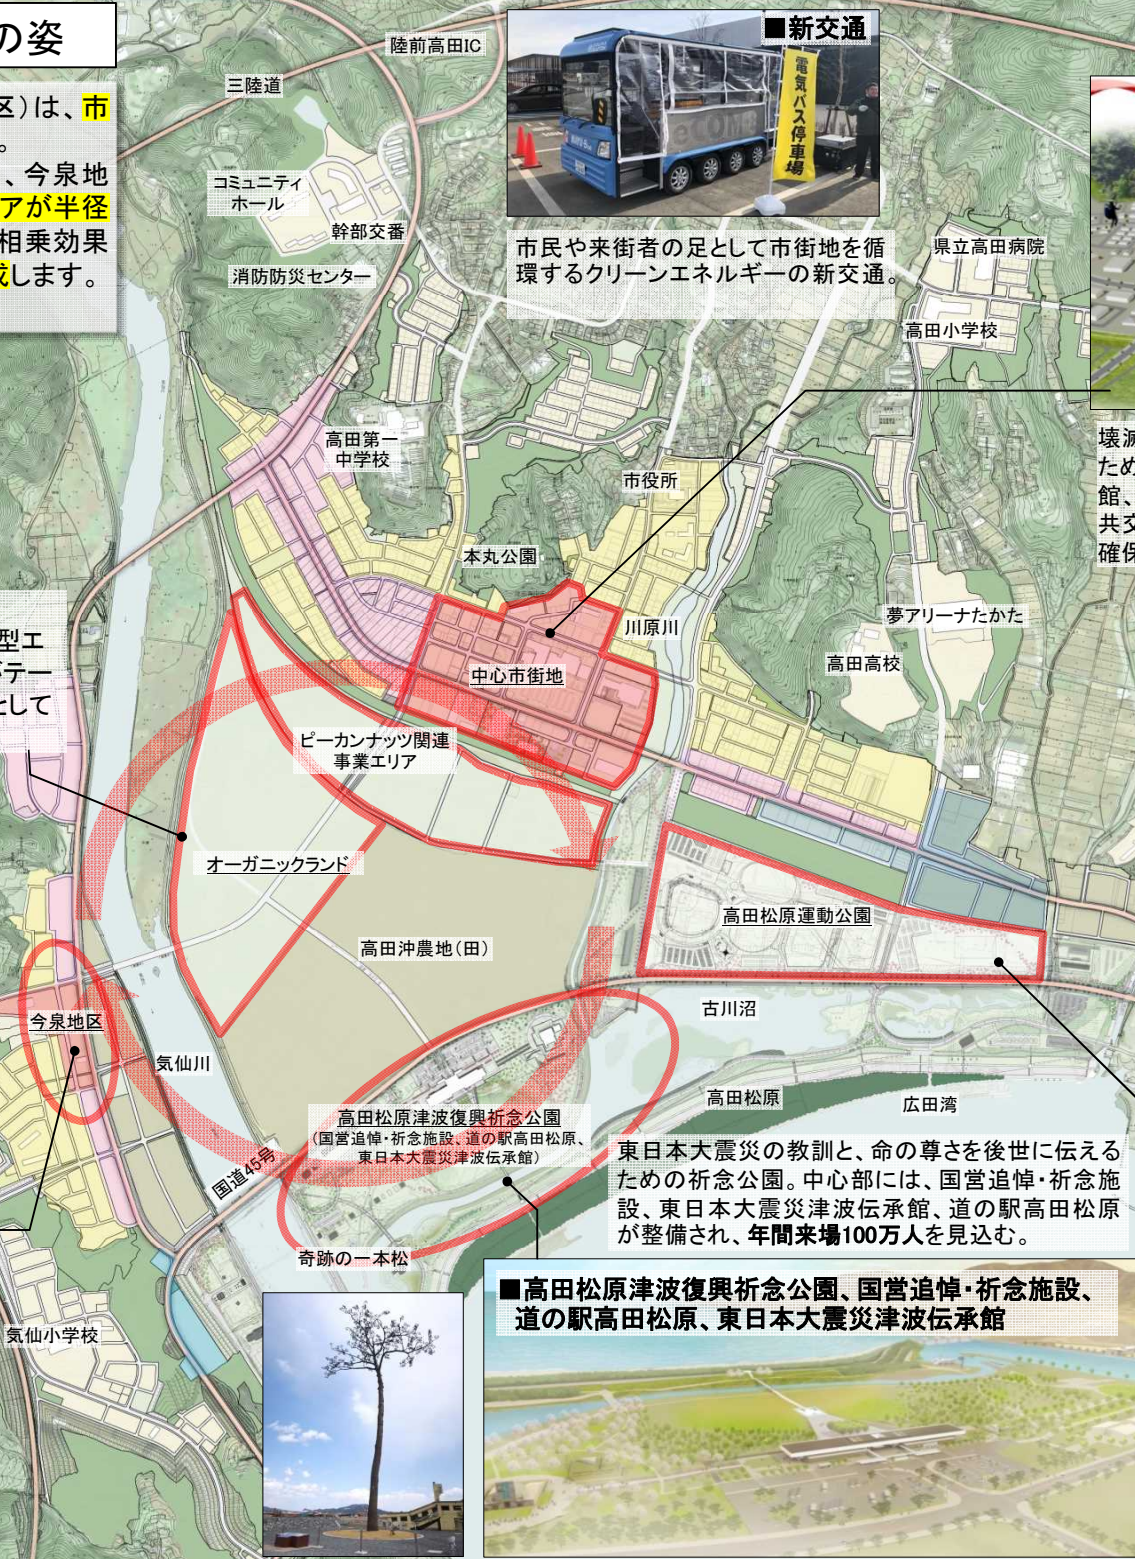 の姿
区)は、市
。
、今泉地
アが半径
相乗効果
成します。
陸前高田IC
三陸道
■新交通
電気バス停車場
eCOM8
市民や来街者の足として市街地を循
環するクリーンエネルギーの新交通。
コミュニティ
ホール
幹部交番
消防防災センター
県立高田病院
高田小学校
壊滅
ため
館、
共交
確保
高田第一
中学校
市役所
本丸公園
川原川
夢アリーナたかた
高田高校
中心市街地
型エ
テー
として
ピーカンナッツ関連
事業エリア
オーガニックランド
高田松原運動公園
高田沖農地(田)
今泉地区
古川沼
気仙川
高田松原
広田湾
高田松原津波復興祈念公園
(国営追悼・祈念施設、道の駅高田松原、
東日本大震災津波伝承館)
国道45号
東日本大震災の教訓と、命の尊さを後世に伝える
ための祈念公園。中心部には、国営追悼・祈念施
設、東日本大震災津波伝承館、道の駅高田松原
が整備され、年間来場100万人を見込む。
奇跡の一本松
■高田松原津波復興祈念公園、国営追悼・祈念施設、
道の駅高田松原、東日本大震災津波伝承館
気仙小学校